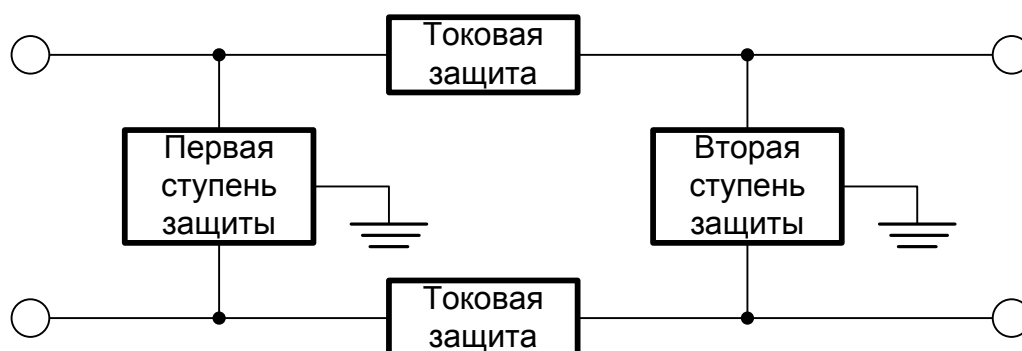 Токовая
защита
Первая
ступень
защиты
Вторая
ступень
защиты
Токовая
защита